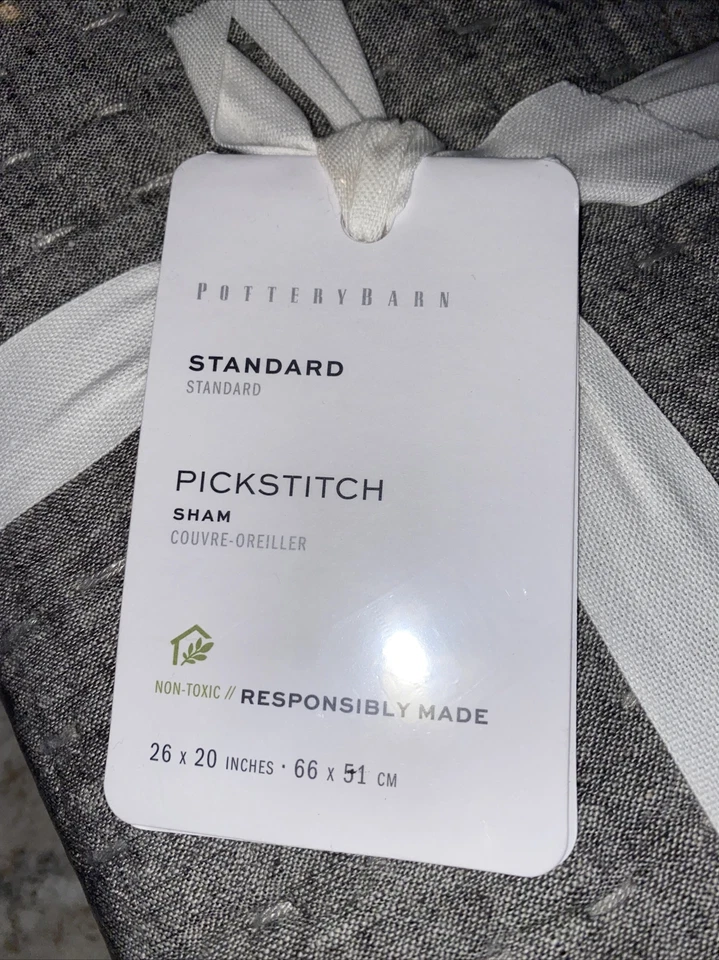 POTTERYBARN
STANDARD
STANDARD
PICKSTITCH
SHAM
COUVRE-OREILLER
NON-TOXIC // RESPONSIBLY MADE
26 x 20 INCHES · 66 x 51 CM